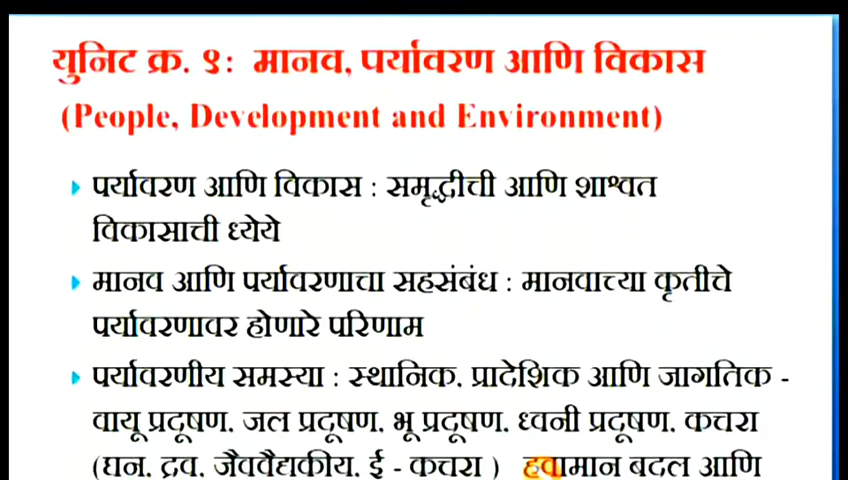 युनिट क्र. ९: मानव, पर्यावरण आणि विकास
(People, Development and Environment)
पर्यावरण आणि विकास : समृद्धीची आणि शाश्वत
विकासाची ध्येये
मानव आणि पर्यावरणाचा सहसंबंध : मानवाच्या कृतीचे
पर्यावरणावर होणारे परिणाम
पर्यावरणीय समस्या : स्थानिक, प्रादेशिक आणि जागतिक -
वायू प्रदूषण, जल प्रदूषण, भू प्रदूषण, ध्वनी प्रदूषण, कचरा
(घन, द्रव, जैववैद्यकीय, ई - कचरा ) हवामान बदल आणि